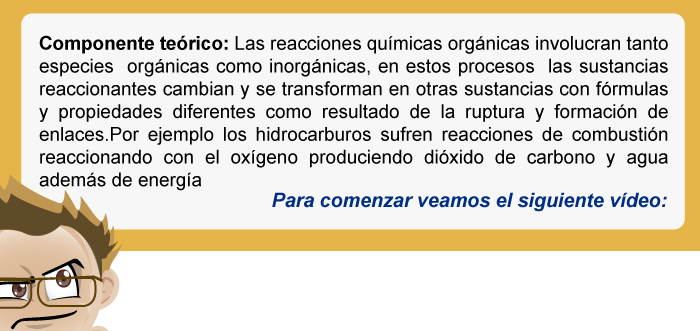 Componente teórico: Las reacciones químicas orgánicas involucran tanto
especies orgánicas como inorgánicas, en estos procesos las sustancias
reaccionantes cambian y se transforman en otras sustancias con fórmulas
y propiedades diferentes como resultado de la ruptura y formación de
enlaces.Por ejemplo los hidrocarburos sufren reacciones de combustión
reaccionando con el oxígeno produciendo dióxido de carbono y agua
además de energía
Para comenzar veamos el siguiente vídeo: